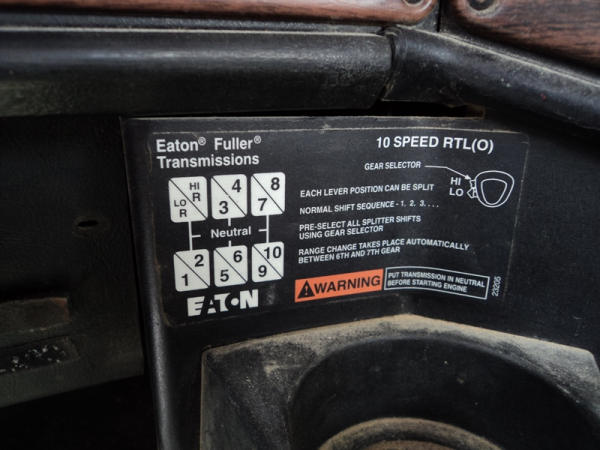 Eaton® Fuller®
Transmissions
10 SPEED RTL(O)
GEAR SELECTOR
HI
LO
HI
R
LO
R
4
3
8
7
Neutral
2
1
6
5
10
9
EACH LEVER POSITION CAN BE SPLIT
NORMAL SHIFT SEQUENCE - 1, 2, 3, . . .
PRE-SELECT ALL SPLITTER SHIFTS
USING GEAR SELECTOR
RANGE CHANGE TAKES PLACE AUTOMATICALLY
BETWEEN 6TH AND 7TH GEAR
WARNING
PUT TRANSMISSION IN NEUTRAL
BEFORE STARTING ENGINE
23205
EATON